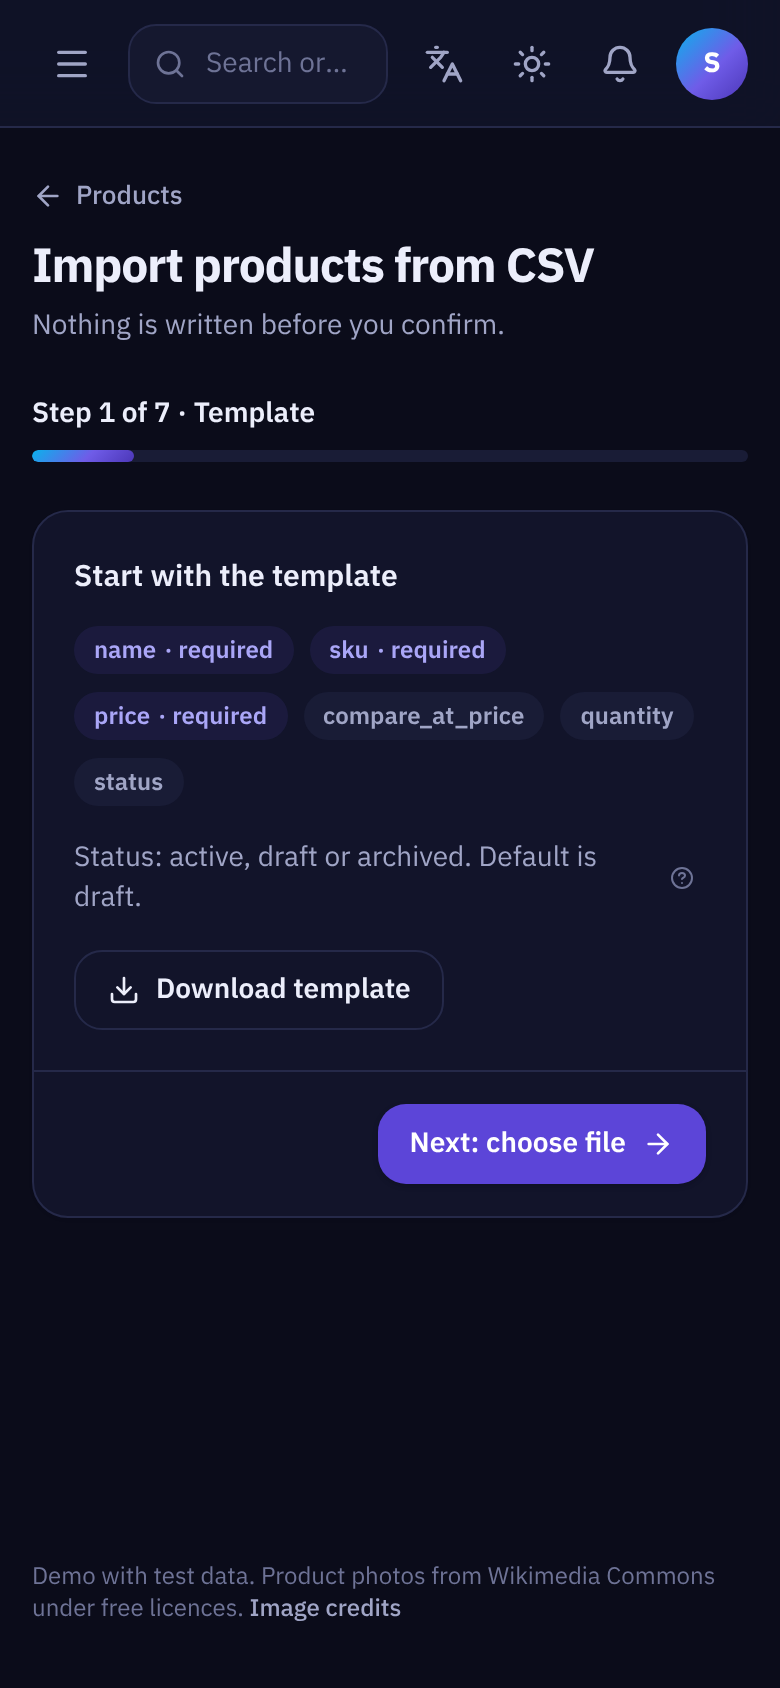 Search or...
S
Products
Import products from CSV
Nothing is written before you confirm.
Step 1 of 7 · Template
Start with the template
name · required
sku · required
price · required
compare_at_price
quantity
status
Status: active, draft or archived. Default is
draft.
Download template
Next: choose file
Demo with test data. Product photos from Wikimedia Commons
under free licences. Image credits